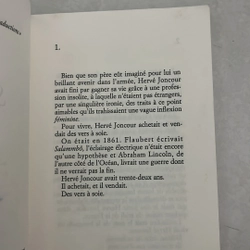 oduction.»
1.
Bien que son père eût imaginé pour lui un
brillant avenir dans l'armée, Hervé Joncour
avait fini par gagner sa vie grâce à une profes-
sion insolite, à laquelle n'étaient pas étrangers,
par une singulière ironie, des traits à ce point
aimables qu'ils trahissaient une vague inflexion
féminine.
Pour vivre, Hervé Joncour achetait et ven-
dait des vers à soie.
On était en 1861. Flaubert écrivait
Salammbô, l'éclairage électrique n'était encore
qu'une hypothèse et Abraham Lincoln, de
l'autre côté de l'Océan, livrait une guerre dont il
ne verrait pas la fin.
Hervé Joncour avait trente-deux ans.
Il achetait, et il vendait.
Des vers à soie.